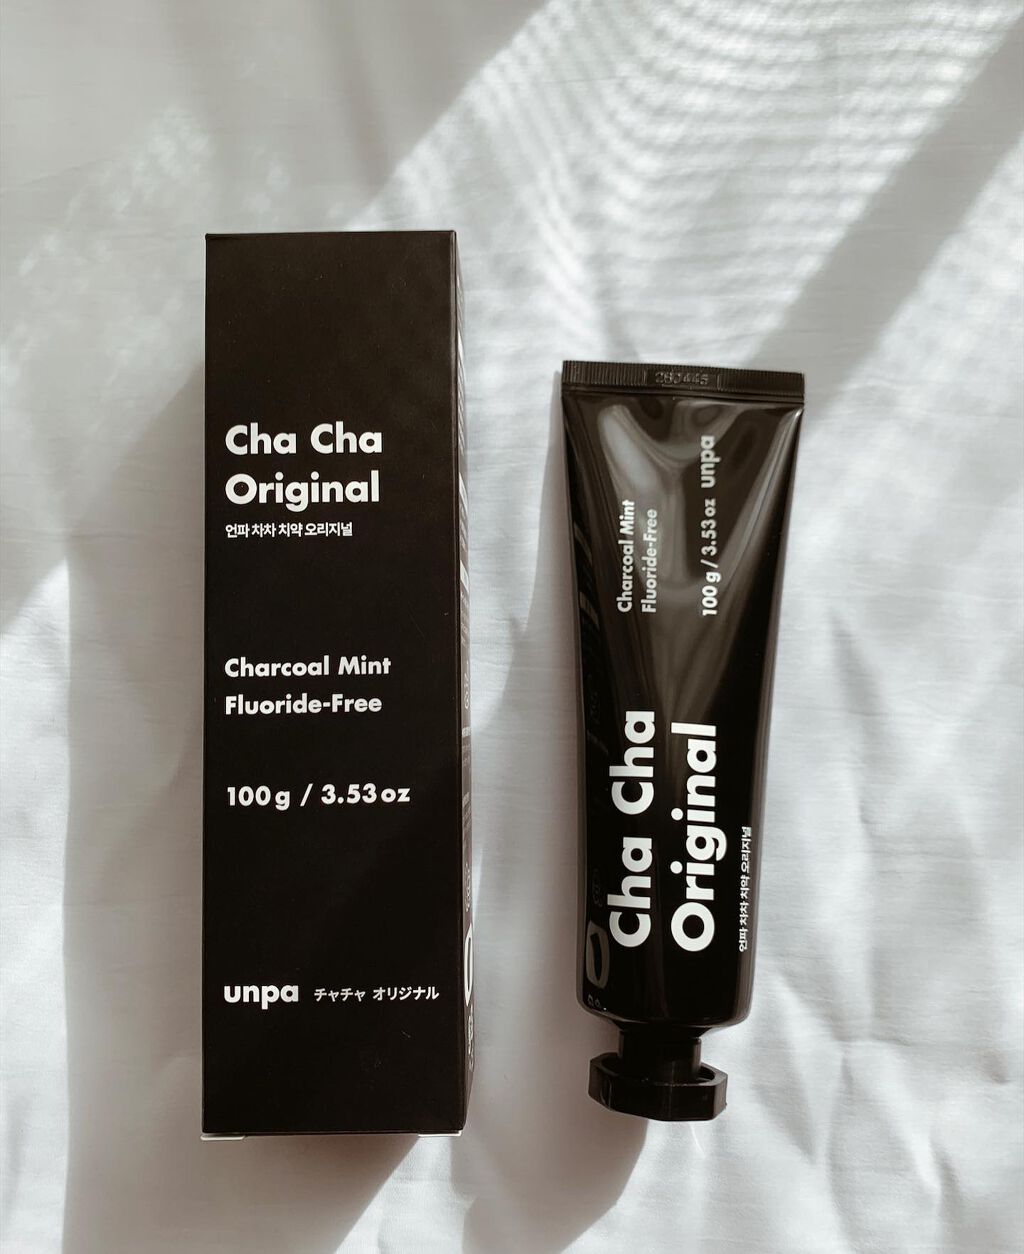 Cha Cha
Original
언파 차차 치약 오리지널
Charcoal Mint
Fluoride-Free
100g / 3.53oz
unpa チャチャ オリジナル
Charcoal Mint
Fluoride-Free
100g / 3.53oz unpa
Cha Cha
Original
언파 차차 치약 오리지널